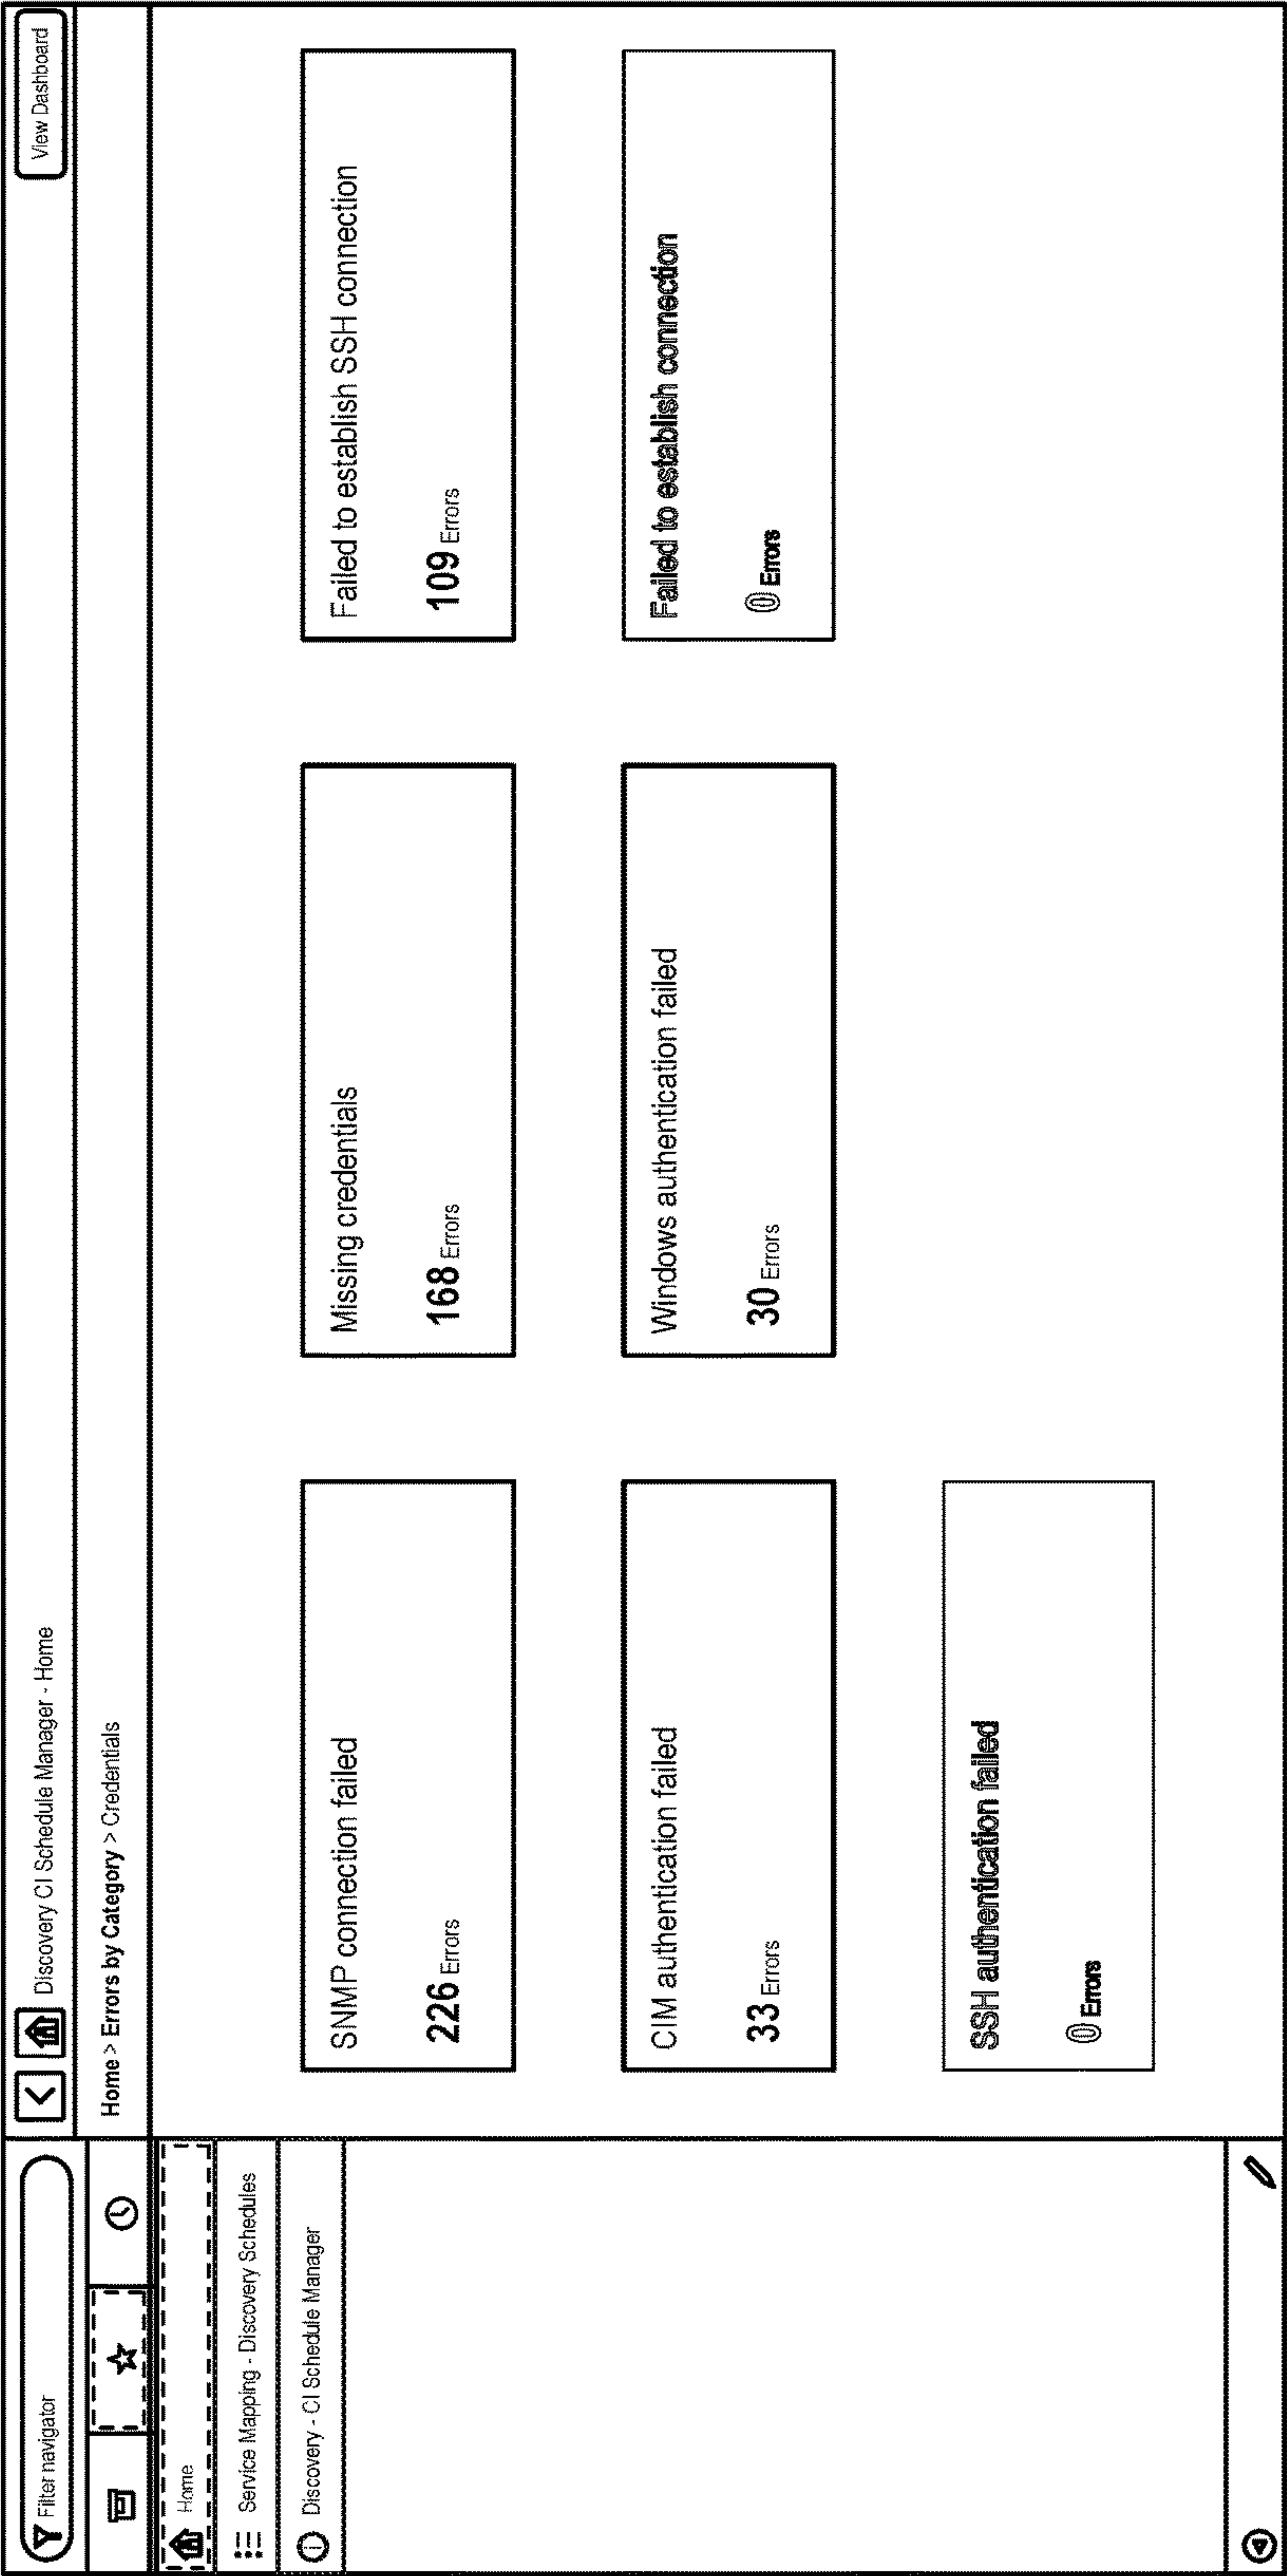 Filter navigator
Discovery CI Schedule Manager - Home
View Dashboard
Home > Errors by Category > Credentials
Home
Service Mapping - Discovery Schedules
Discovery - CI Schedule Manager
SNMP connection failed
226 Errors
Missing credentials
168 Errors
Failed to establish SSH connection
109 Errors
CIM authentication failed
33 Errors
Windows authentication failed
30 Errors
Failed to establish connection
0 Errors
SSH authentication failed
0 Errors